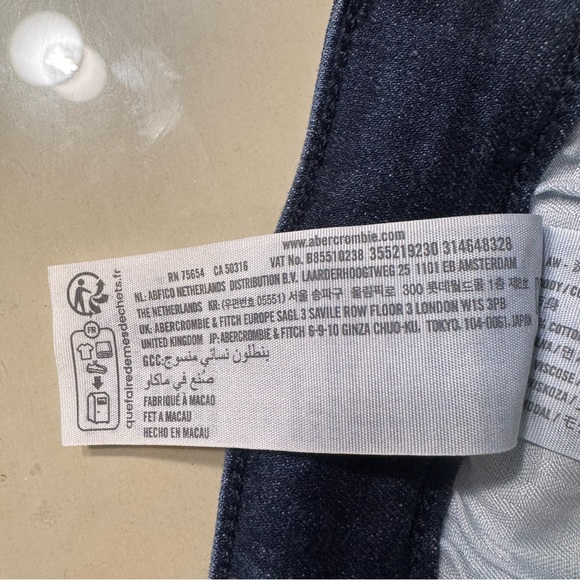 www.abercrombie.com
RN 75654 CA 50316 VAT No. B85510238 355219230 314648328
NL: ABFICO NETHERLANDS DISTRIBUTION B.V. LAARDERHOOGTWEG 25 1101 EB AMSTERDAM
THE NETHERLANDS KR: (우편번호 05551) 서울 송파구 올림픽로 300 롯데월드몰 1층 제2호
UK: ABERCROMBIE & FITCH EUROPE SAGL 3 SAVILE ROW FLOOR 3 LONDON W1S 3PB
UNITED KINGDOM JP: ABERCROMBIE & FITCH 6-9-10 GINZA CHUO-KU, TOKYO, 104-0061, JAPAN
GCC: بنطلون نسائي منسوج
صُنع في ماكاو
FABRIQUÉ À MACAO
FET A MACAU
HECHO EN MACAU
FR
quefairedemesdechets.fr
COTTON
VISCOSE